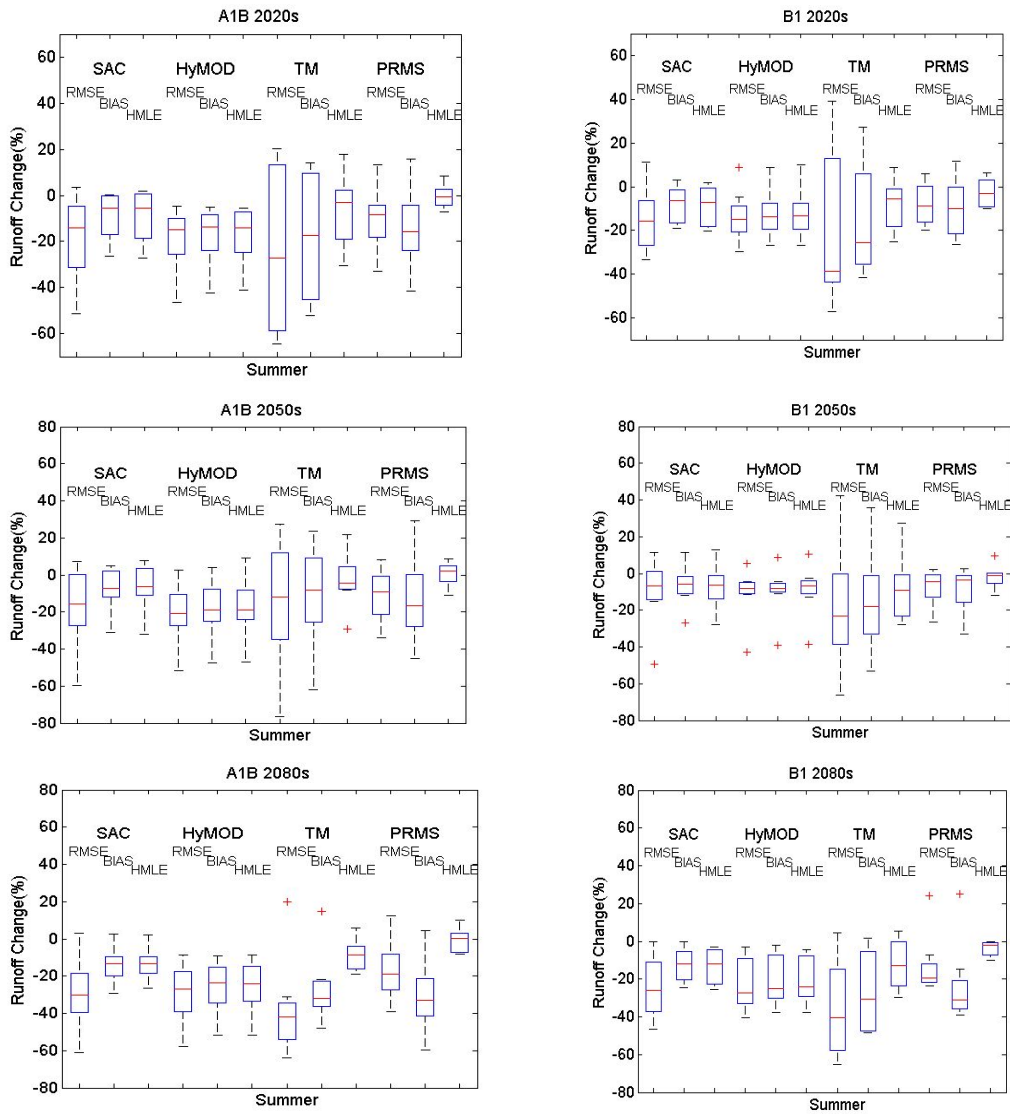 A1B 2020s
Runoff Change(%)
60
40
20
0
-20
-40
-60
SAC HyMOD TM PRMS
RMSE BIAS HMLE RMSE BIAS HMLE RMSE BIAS HMLE RMSE BIAS HMLE
Summer
B1 2020s
Runoff Change(%)
60
40
20
0
-20
-40
-60
SAC HyMOD TM PRMS
RMSE BIAS HMLE RMSE BIAS HMLE RMSE BIAS HMLE RMSE BIAS HMLE
Summer
A1B 2050s
Runoff Change(%)
80
60
40
20
0
-20
-40
-60
-80
SAC HyMOD TM PRMS
RMSE BIAS HMLE RMSE BIAS HMLE RMSE BIAS HMLE RMSE BIAS HMLE
Summer
B1 2050s
Runoff Change(%)
80
60
40
20
0
-20
-40
-60
-80
SAC HyMOD TM PRMS
RMSE BIAS HMLE RMSE BIAS HMLE RMSE BIAS HMLE RMSE BIAS HMLE
Summer
A1B 2080s
Runoff Change(%)
80
60
40
20
0
-20
-40
-60
-80
SAC HyMOD TM PRMS
RMSE BIAS HMLE RMSE BIAS HMLE RMSE BIAS HMLE RMSE BIAS HMLE
Summer
B1 2080s
Runoff Change(%)
80
60
40
20
0
-20
-40
-60
-80
SAC HyMOD TM PRMS
RMSE BIAS HMLE RMSE BIAS HMLE RMSE BIAS HMLE RMSE BIAS HMLE
Summer